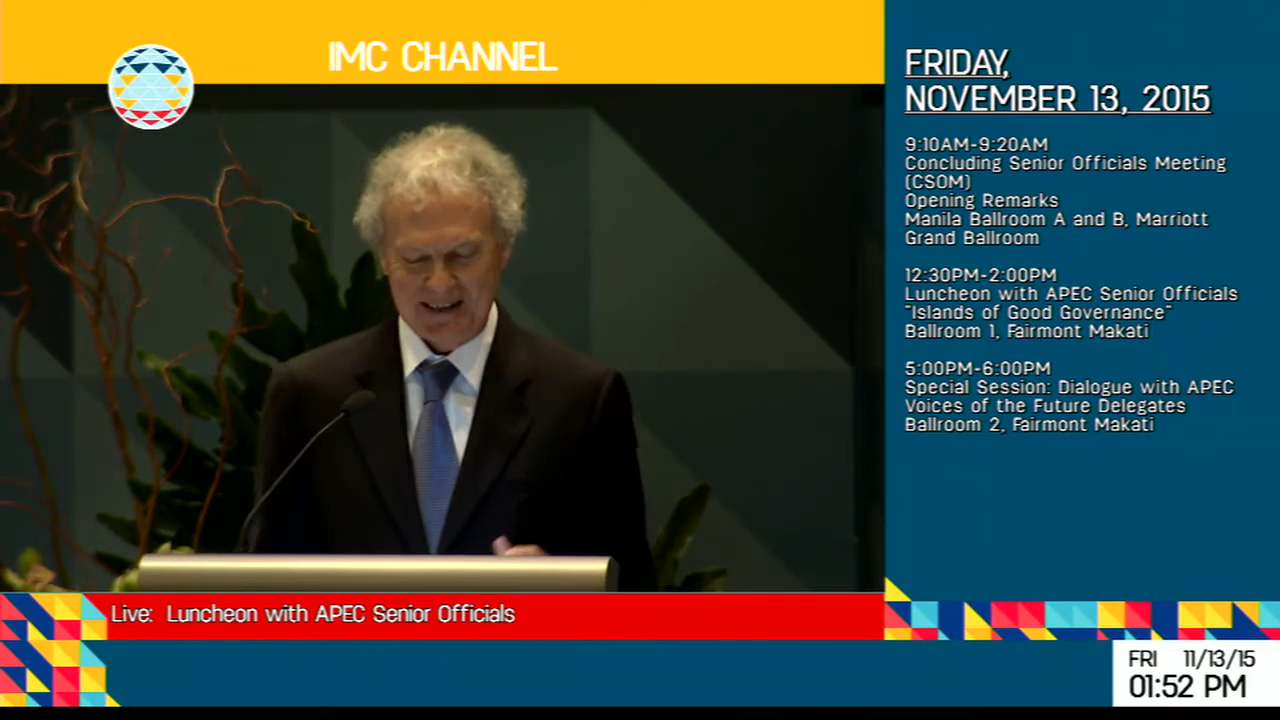 IMC CHANNEL
FRIDAY,
NOVEMBER 13, 2015
9:10AM-9:20AM
Concluding Senior Officials Meeting
(CSOM)
Opening Remarks
Manila Ballroom A and B, Marriott
Grand Ballroom
12:30PM-2:00PM
Luncheon with APEC Senior Officials
"Islands of Good Governance"
Ballroom 1, Fairmont Makati
5:00PM-6:00PM
Special Session: Dialogue with APEC
Voices of the Future Delegates
Ballroom 2, Fairmont Makati
Live: Luncheon with APEC Senior Officials
FRI 11/13/15
01:52 PM